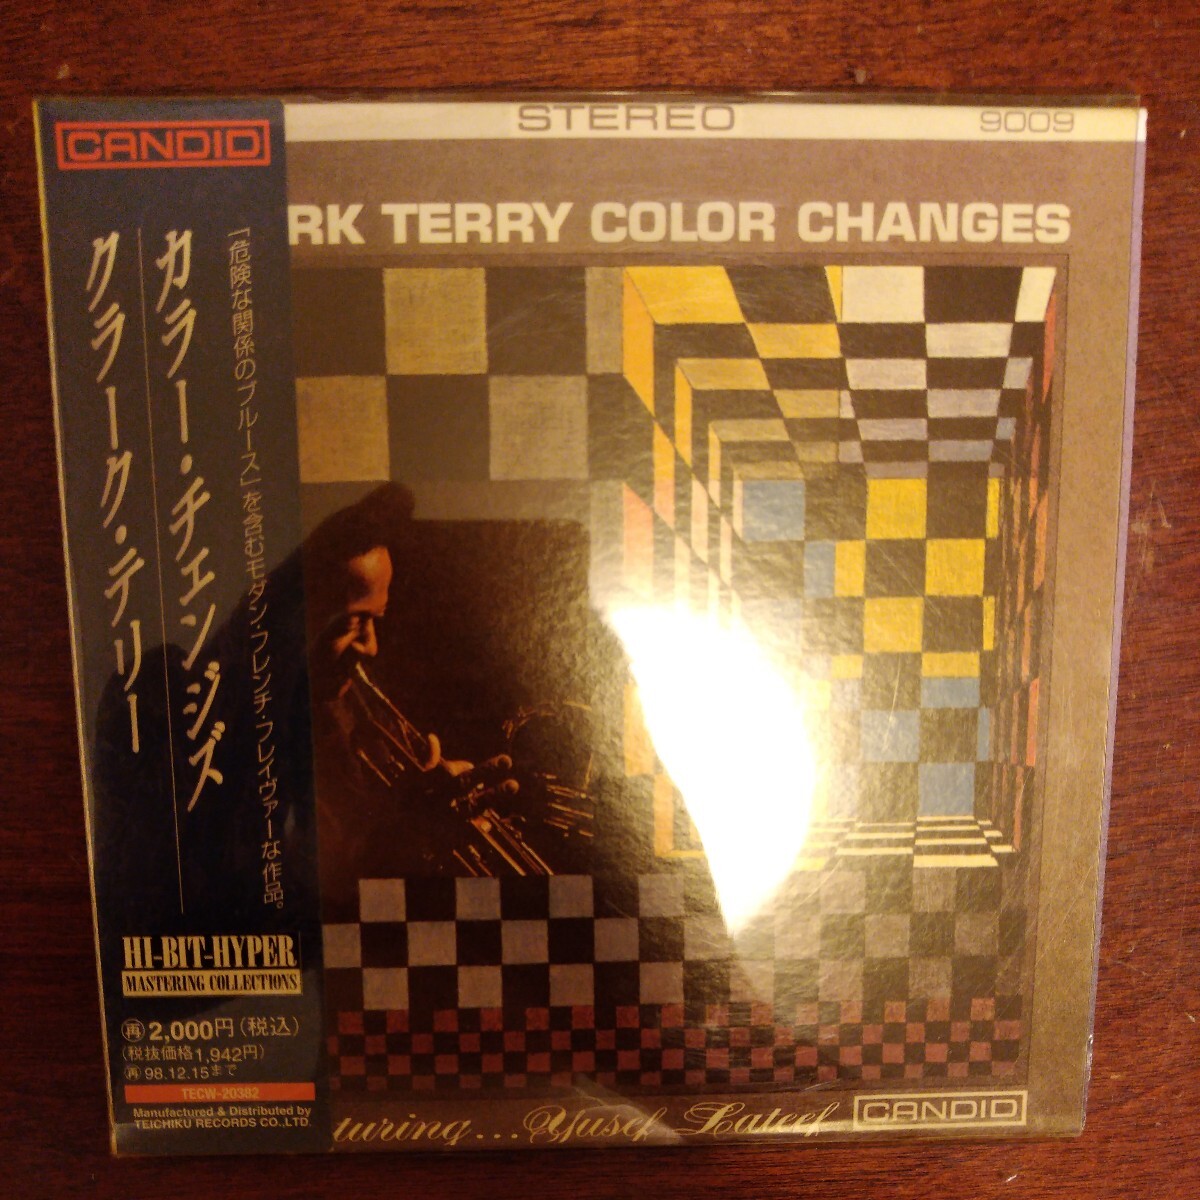 CANDID
カラー・チェンジズ
クラーク・テリー
「危険な関係のブルース」を含むモダン・フレンチ・フレイヴァーな作品。
HI-BIT-HYPER
MASTERING COLLECTIONS
再 2,000円(税込)
(税抜価格1,942円)
再 98.12.15まで
TECW-20382
Manufactured & Distributed by
TEICHIKU RECORDS CO.,LTD.
STEREO
9009
RK TERRY COLOR CHANGES
turing... Yusef Lateef
CANDID